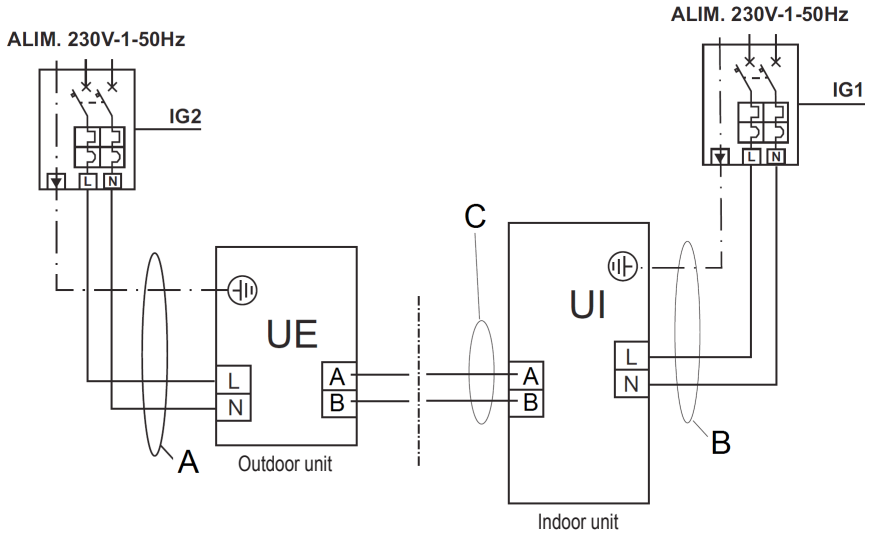 ALIM. 230V-1-50Hz
ALIM. 230V-1-50Hz
IG2
IG1
L N
L N
C
UE
UI
L
N
A
B
A
B
L
N
A
B
Outdoor unit
Indoor unit